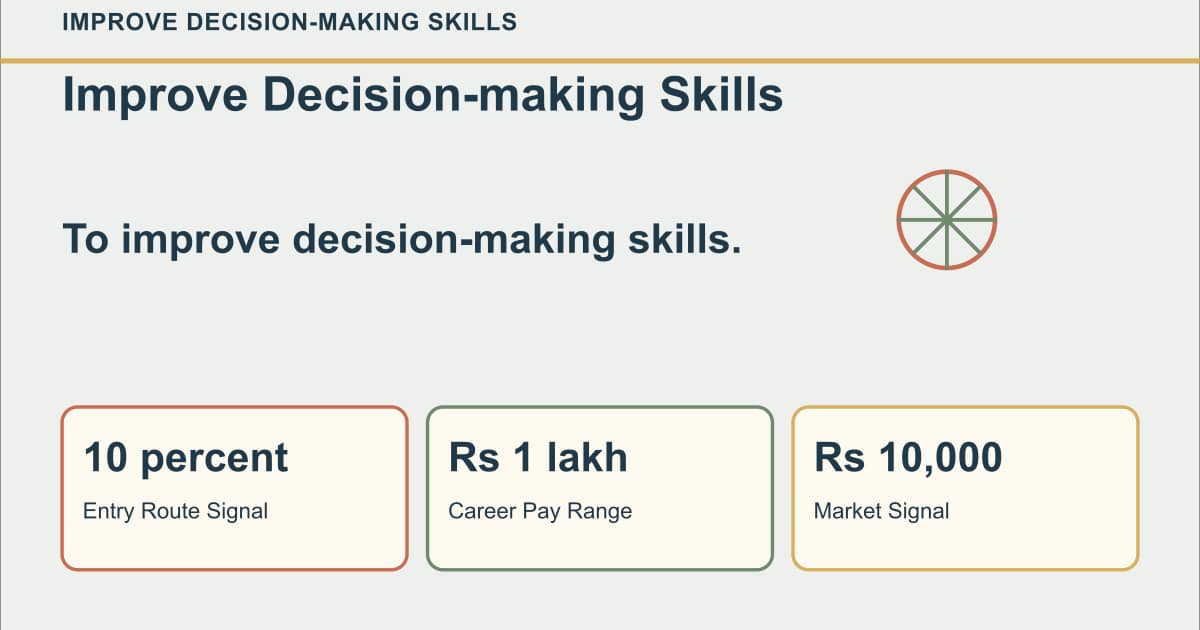 IMPROVE DECISION-MAKING SKILLS
Improve Decision-making Skills
To improve decision-making skills.
10 percent
Entry Route Signal
Rs 1 lakh
Career Pay Range
Rs 10,000
Market Signal